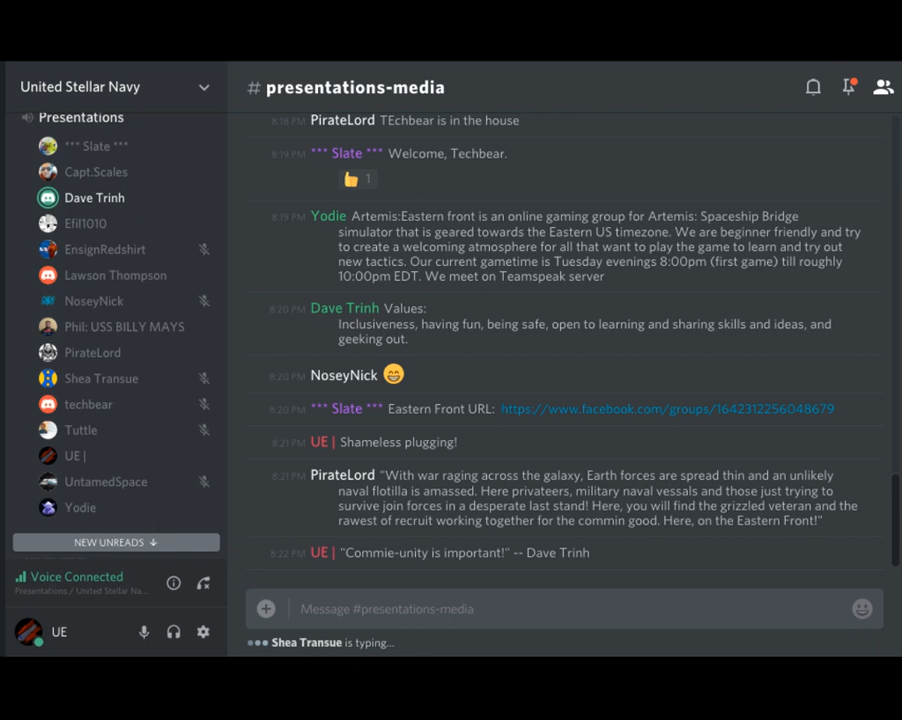 United Stellar Navy
Presentations
*** Slate ***
Capt.Scales
Dave Trinh
Efil1010
EnsignRedshirt
Lawson Thompson
NoseyNick
Phil: USS BILLY MAYS
PirateLord
Shea Transue
techbear
Tuttle
UE |
UntamedSpace
Yodie
NEW UNREADS
Voice Connected
Presentations / United Stellar Na...
UE
# presentations-media
8:18 PM PirateLord TEchbear is in the house
8:19 PM *** Slate *** Welcome, Techbear.
👍 1
8:19 PM Yodie Artemis:Eastern front is an online gaming group for Artemis: Spaceship Bridge
simulator that is geared towards the Eastern US timezone. We are beginner friendly and try
to create a welcoming atmosphere for all that want to play the game to learn and try out
new tactics. Our current gametime is Tuesday evenings 8:00pm (first game) till roughly
10:00pm EDT. We meet on Teamspeak server
8:20 PM Dave Trinh Values:
Inclusiveness, having fun, being safe, open to learning and sharing skills and ideas, and
geeking out.
8:20 PM NoseyNick 😄
8:20 PM *** Slate *** Eastern Front URL: https://www.facebook.com/groups/1642312256048679
8:21 PM UE | Shameless plugging!
8:21 PM PirateLord "With war raging across the galaxy, Earth forces are spread thin and an unlikely
naval flotilla is amassed. Here privateers, military naval vessals and those just trying to
survive join forces in a desperate last stand! Here, you will find the grizzled veteran and the
rawest of recruit working together for the commin good. Here, on the Eastern Front!"
8:22 PM UE | "Commie-unity is important!" -- Dave Trinh
Message #presentations-media
Shea Transue is typing...